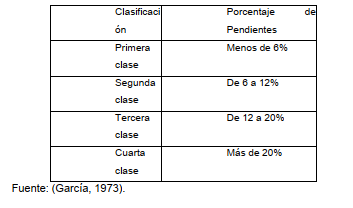 Clasificaci Porcentaje de
ón Pendientes
Primera Menos de 6%
clase
Segunda De 6 a 12%
clase
Tercera De 12 a 20%
clase
Cuarta Más de 20%
clase
Fuente: (García, 1973).